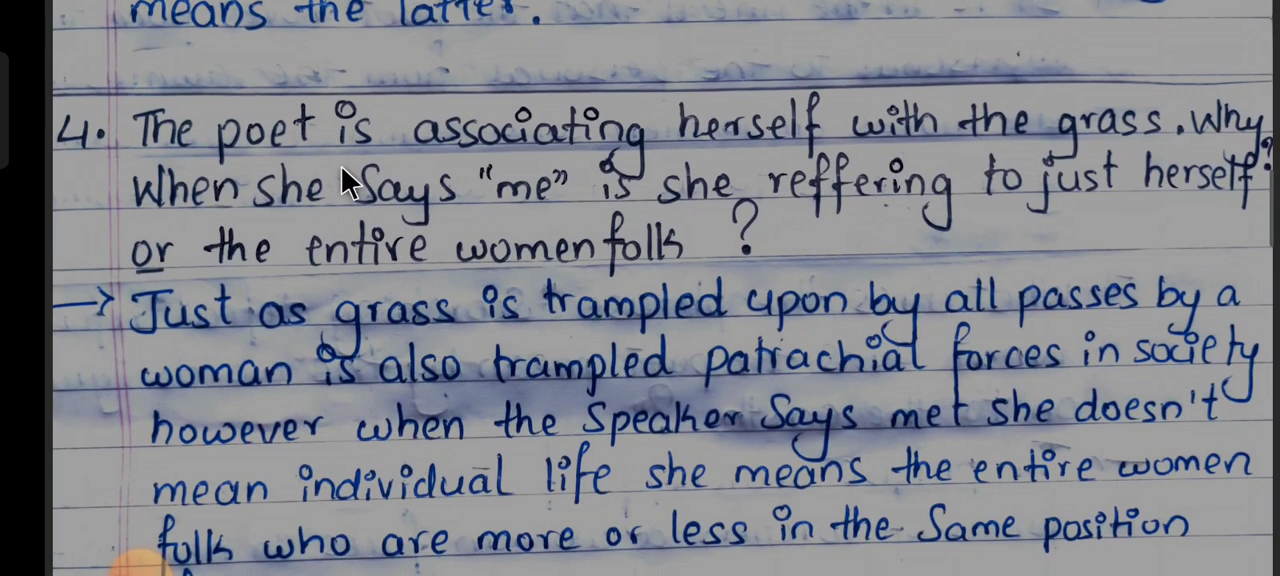 means the latter.
4. The poet is associating herself with the grass. Why?
When she Says "me" is she reffering to just herself
or the entire womenfolk ?
→ Just as grass is trampled upon by all passes by a
woman is also trampled patriachial forces in society
however when the Speaker Says met she doesn't
mean individual life she means the entire women
folk who are more or less in the Same position